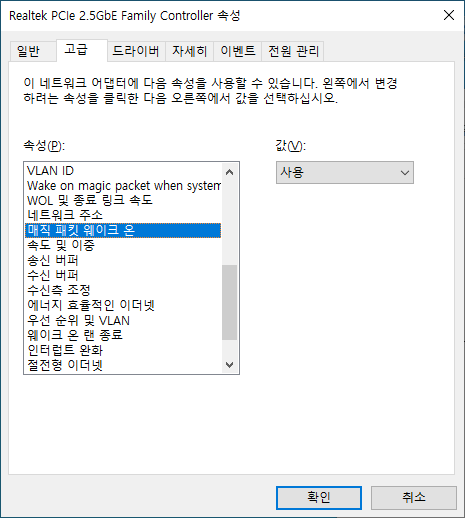 Realtek PCIe 2.5GbE Family Controller 속성
일반 고급 드라이버 자세히 이벤트 전원 관리
이 네트워크 어댑터에 다음 속성을 사용할 수 있습니다. 왼쪽에서 변경
하려는 속성을 클릭한 다음 오른쪽에서 값을 선택하십시오.
속성(P): 값(V):
VLAN ID 사용
Wake on magic packet when system
WOL 및 종료 링크 속도
네트워크 주소
매직 패킷 웨이크 온
속도 및 이중
송신 버퍼
수신 버퍼
수신측 조정
에너지 효율적인 이더넷
우선 순위 및 VLAN
웨이크 온 랜 종료
인터럽트 완화
절전형 이더넷
확인 취소